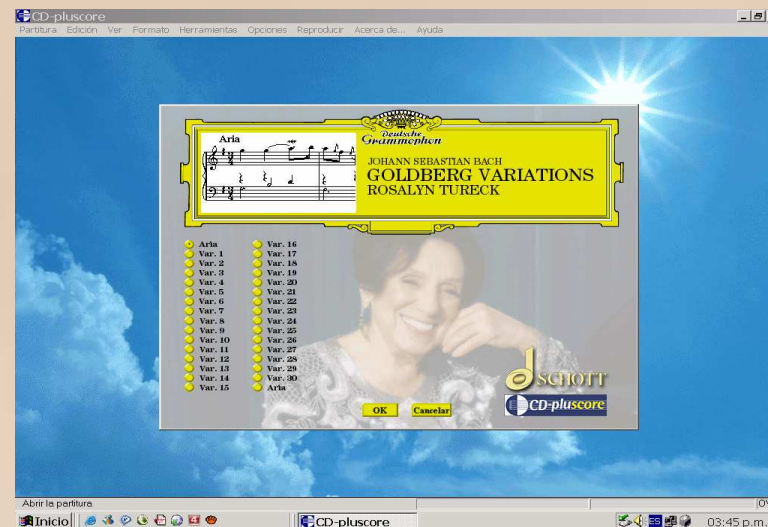 CD-pluscore
Partitura Edición Ver Formato Herramientas Opciones Reproducir Acerca de... Ayuda
Deutsche
Grammophon
Aria
JOHANN SEBASTIAN BACH
GOLDBERG VARIATIONS
ROSALYN TURECK
Aria
Var. 1
Var. 2
Var. 3
Var. 4
Var. 5
Var. 6
Var. 7
Var. 8
Var. 9
Var. 10
Var. 11
Var. 12
Var. 13
Var. 14
Var. 15
Var. 16
Var. 17
Var. 18
Var. 19
Var. 20
Var. 21
Var. 22
Var. 23
Var. 24
Var. 25
Var. 26
Var. 27
Var. 28
Var. 29
Var. 30
Aria
SCHOTT
CD-pluscore
OK Cancelar
Abrir la partitura
Inicio CD-pluscore ES 03:45 p.m.